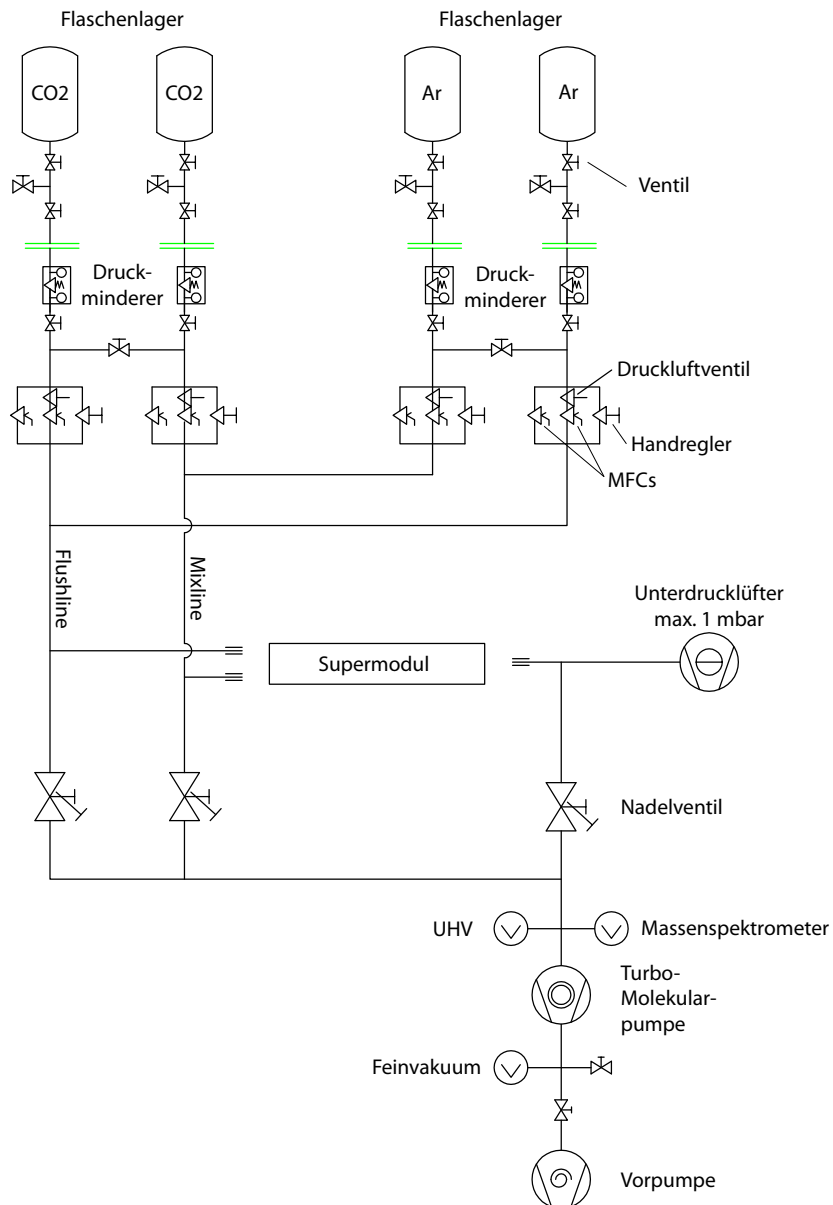 Flaschenlager
Flaschenlager
CO2
CO2
Ar
Ar
Ventil
Druck-
minderer
Druck-
minderer
Druckluftventil
Handregler
MFCs
Flushline
Mixline
Unterdrucklüfter
max. 1 mbar
Supermodul
Nadelventil
UHV
Massenspektrometer
Turbo-
Molekular-
pumpe
Feinvakuum
Vorpumpe